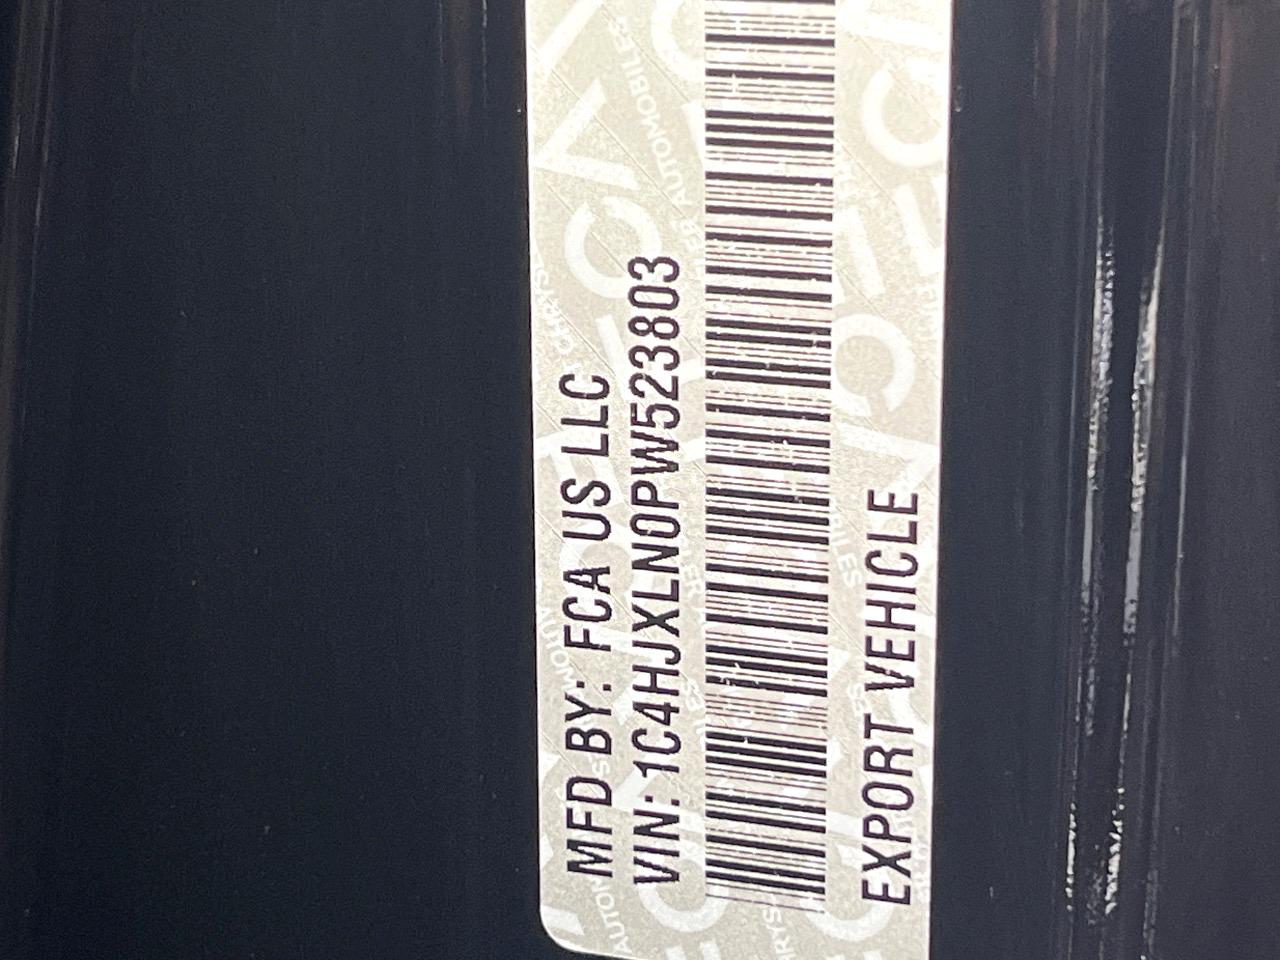 MFD BY: FCA US LLC
VIN: 1C4HJXLN0PW523803
EXPORT VEHICLE